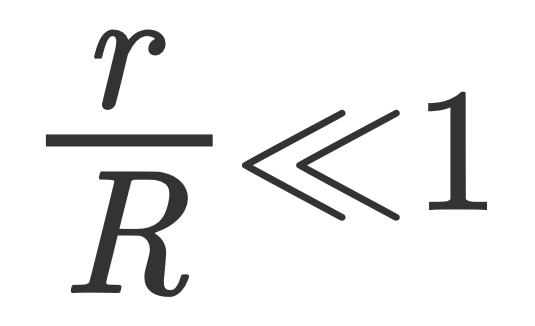 r/R ≪ 1